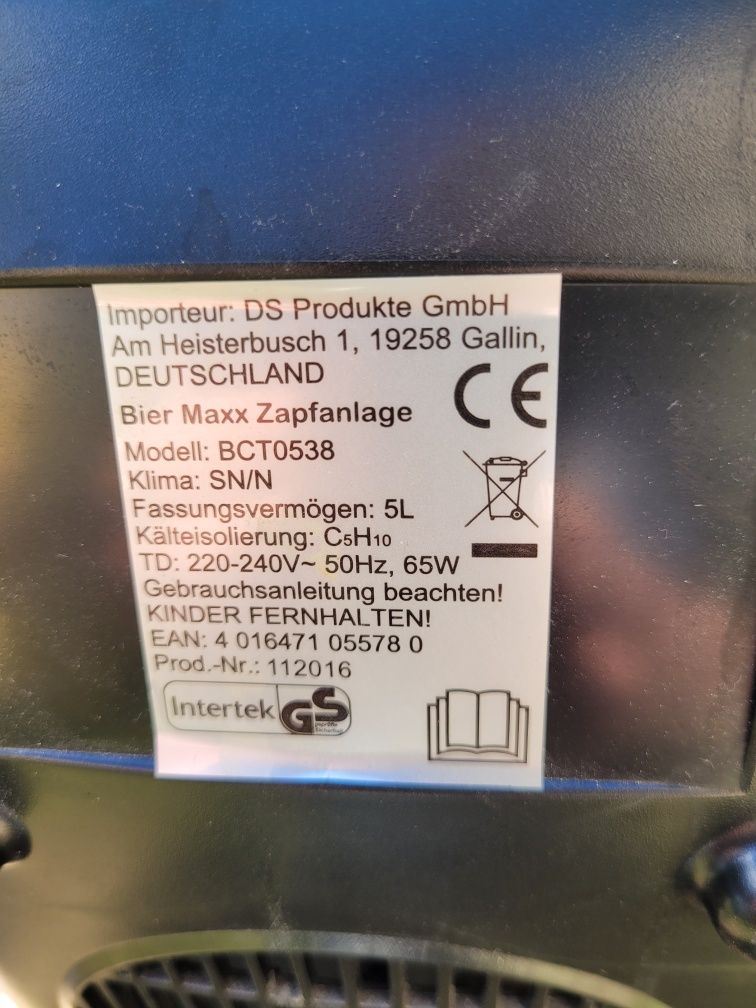 Importeur: DS Produkte GmbH
Am Heisterbusch 1, 19258 Gallin,
DEUTSCHLAND
CE
Bier Maxx Zapfanlage
Modell: BCT0538
Klima: SN/N
Fassungsvermögen: 5L
Kälteisolierung: C₅H₁₀
TD: 220-240V~ 50Hz, 65W
Gebrauchsanleitung beachten!
KINDER FERNHALTEN!
EAN: 4 016471 05578 0
Prod.-Nr.: 112016
Intertek GS
geprüfte
Sicherheit